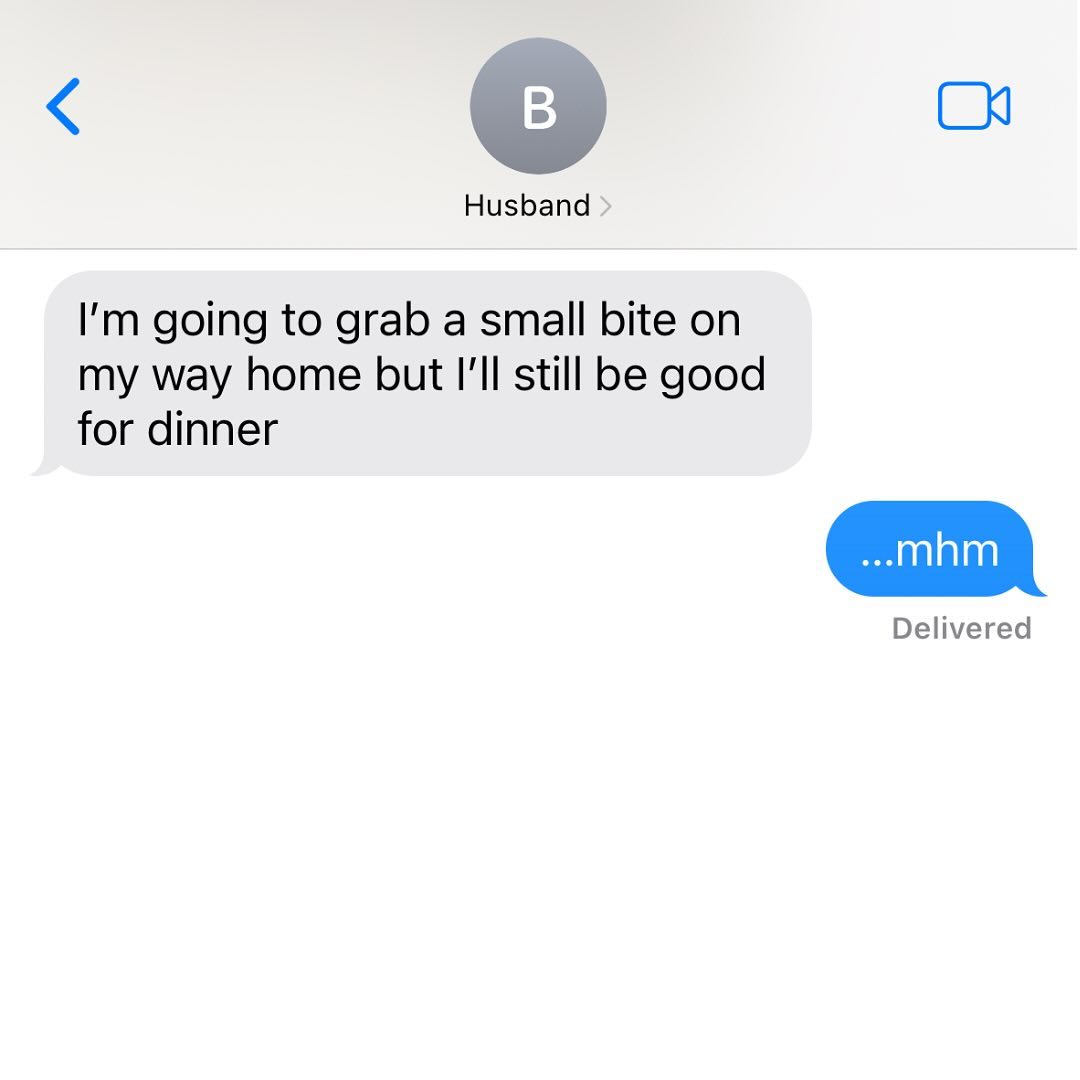 B
Husband
I’m going to grab a small bite on
my way home but I’ll still be good
for dinner
...mhm
Delivered